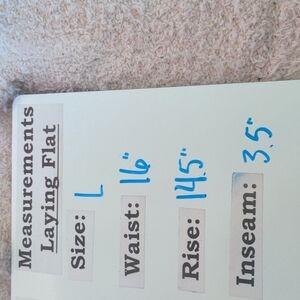 Measurements
Laying Flat
Size: L
Waist: 16"
Rise: 14.5"
Inseam: 3.5"